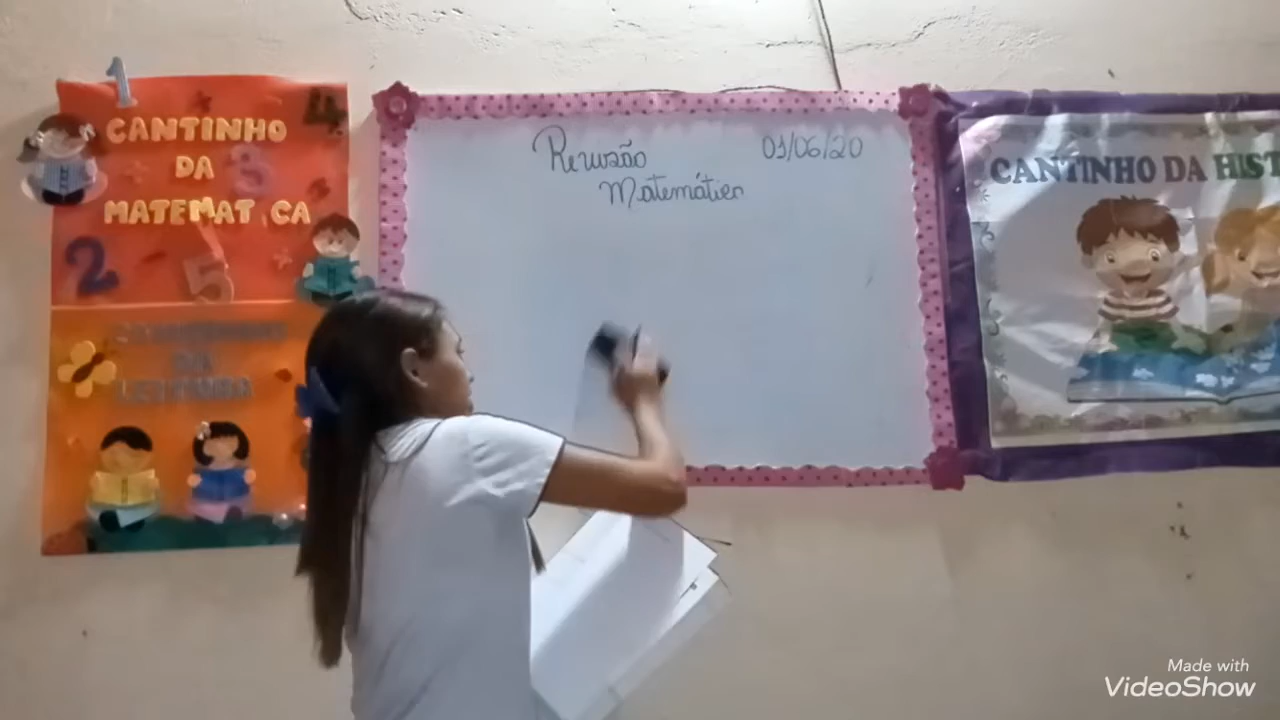 CANTINHO
DA
MATEMAT CA
Revisão 01/06/20
Matemática
CANTINHO DA HIST
Made with
VideoShow